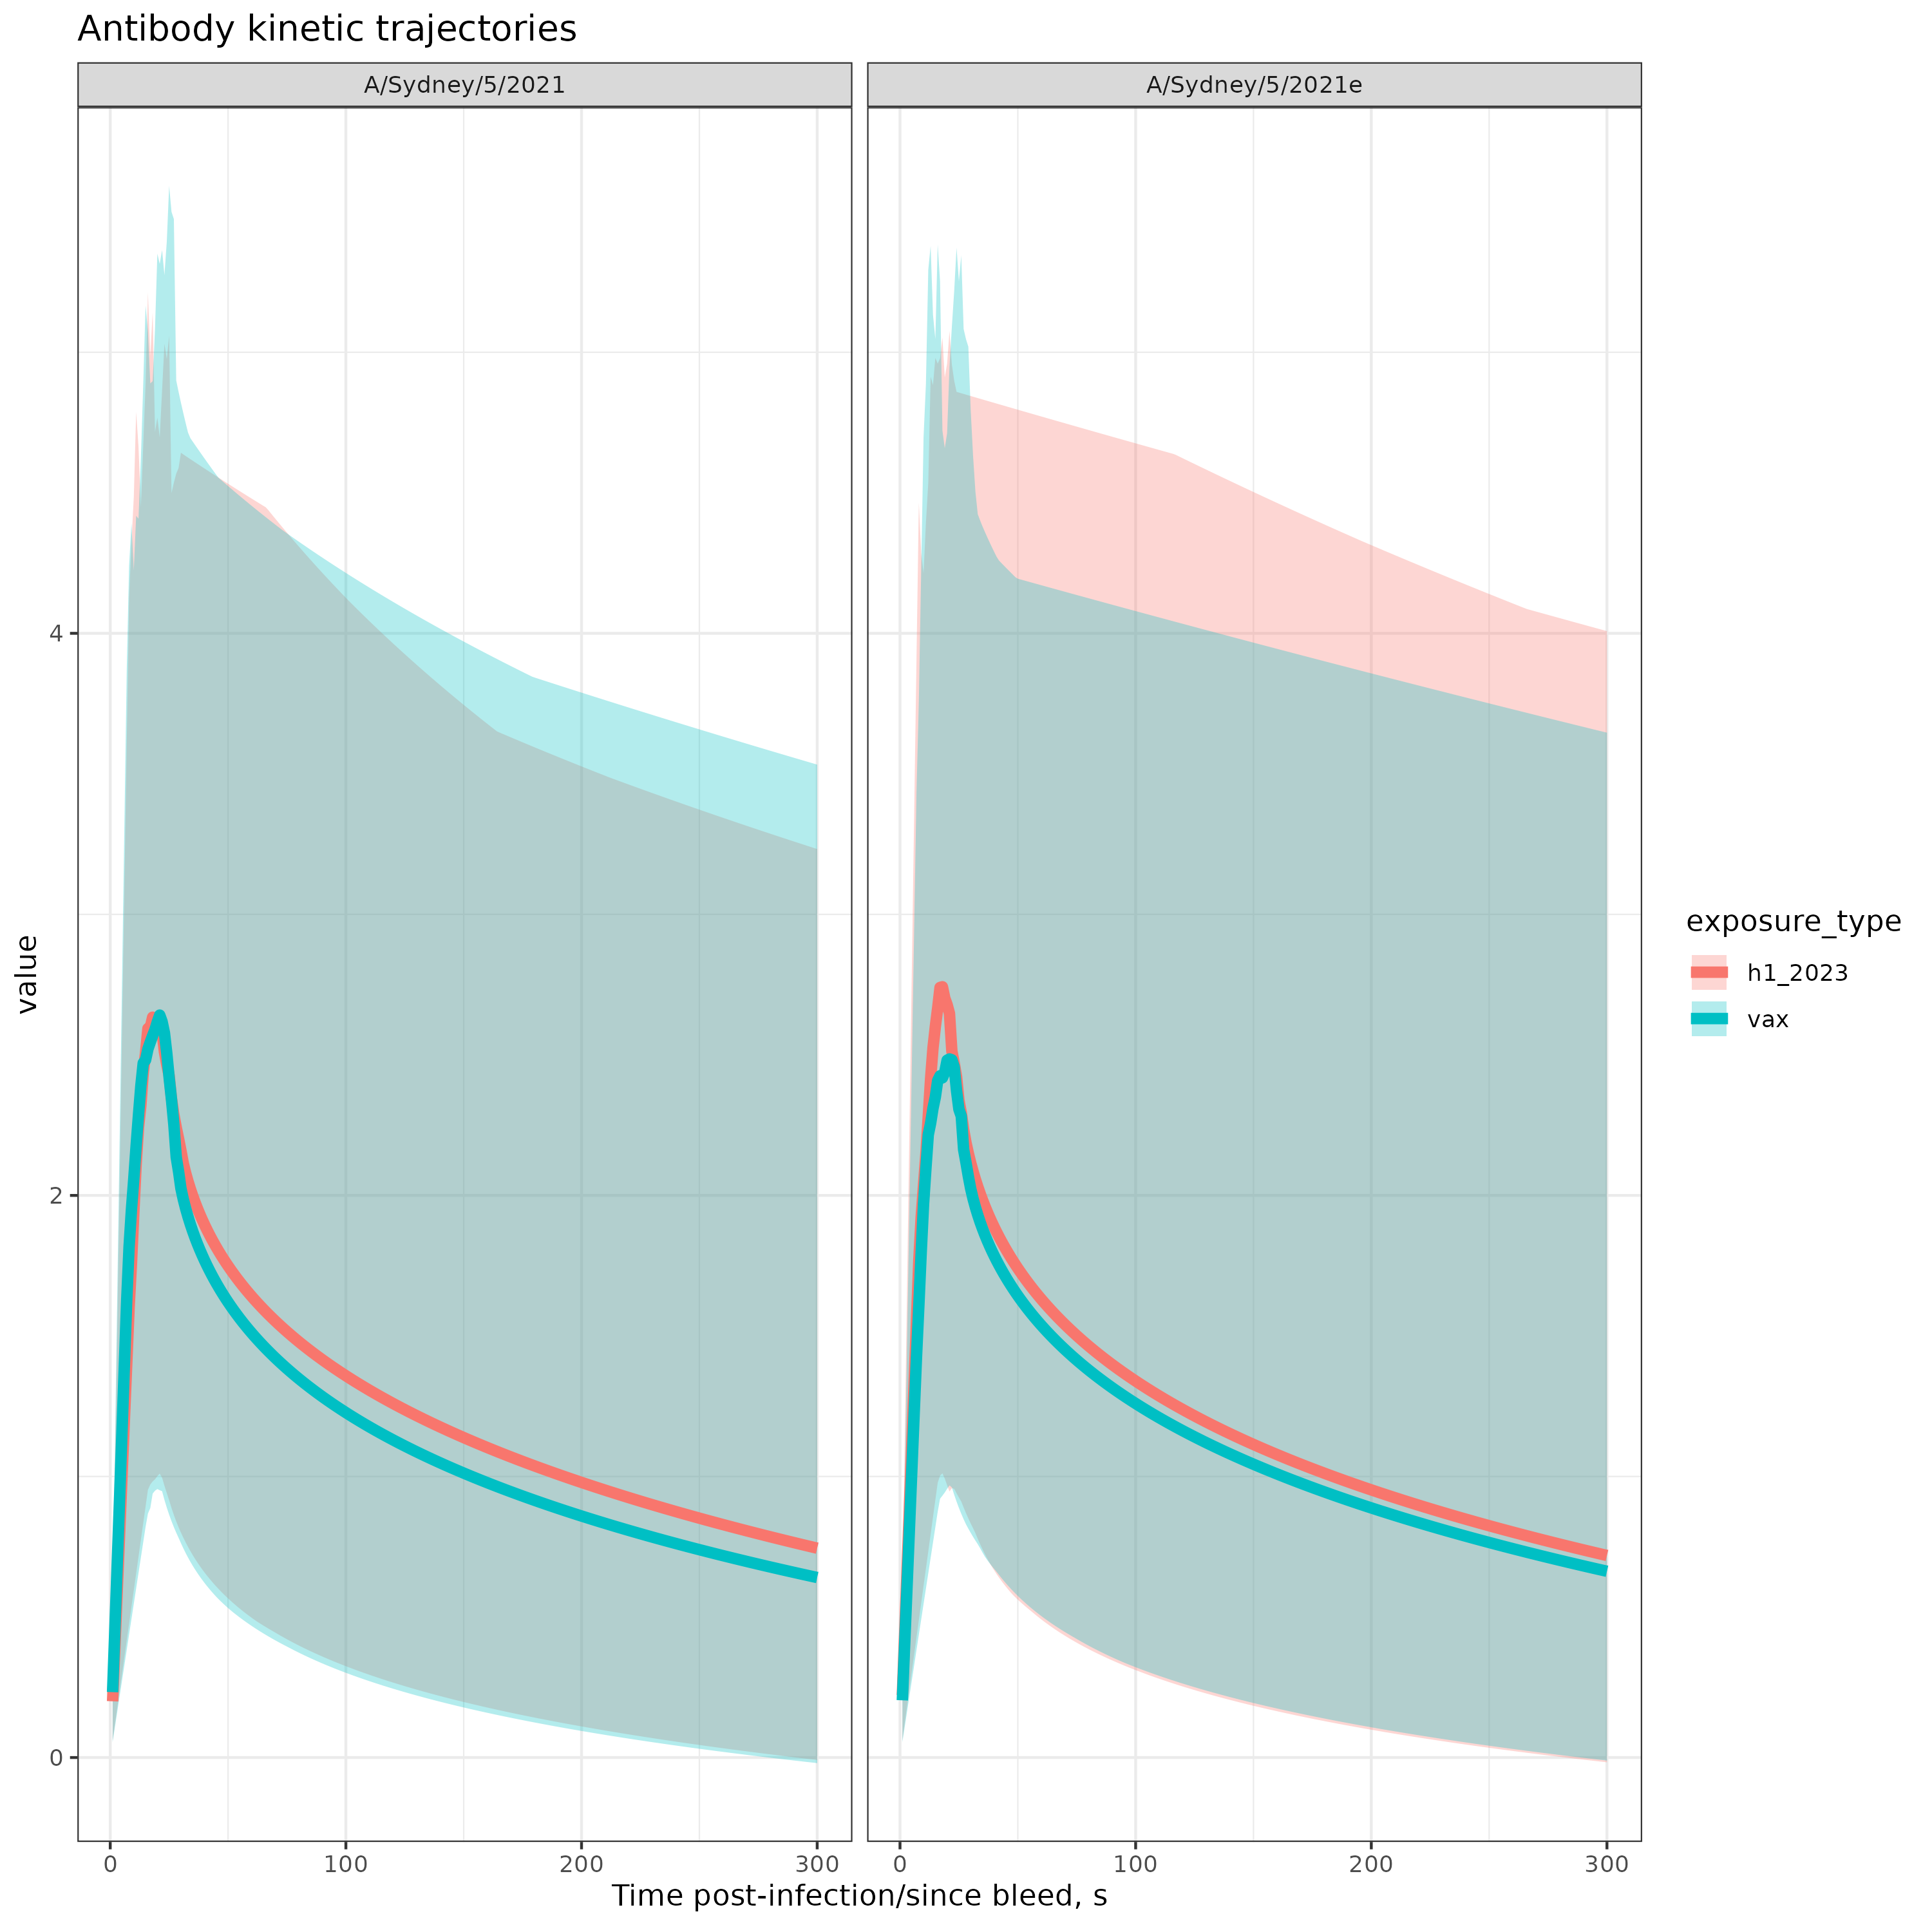 Antibody kinetic trajectories
A/Sydney/5/2021
A/Sydney/5/2021e
value
4
2
0
0
100
200
300
0
100
200
300
Time post-infection/since bleed, s
exposure_type
h1_2023
vax